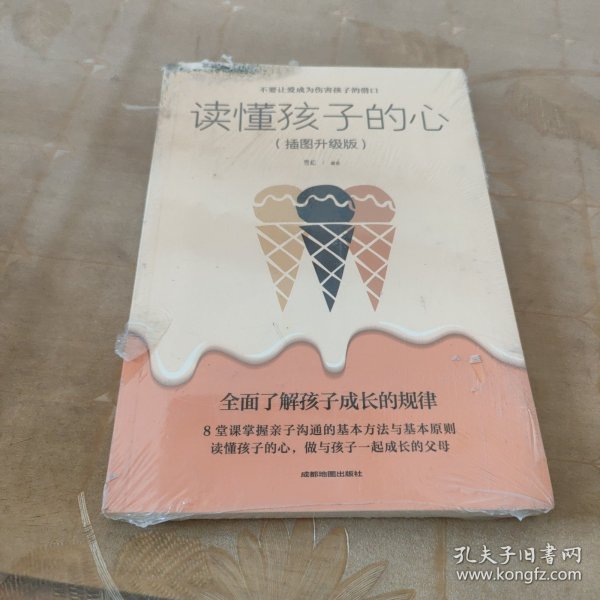 不要让爱成为伤害孩子的借口
读懂孩子的心
（插图升级版）
全面了解孩子成长的规律
8堂课掌握亲子沟通的基本方法与基本原则
读懂孩子的心，做与孩子一起成长的父母
成都地图出版社
孔夫子旧书网
www.kongfz.com